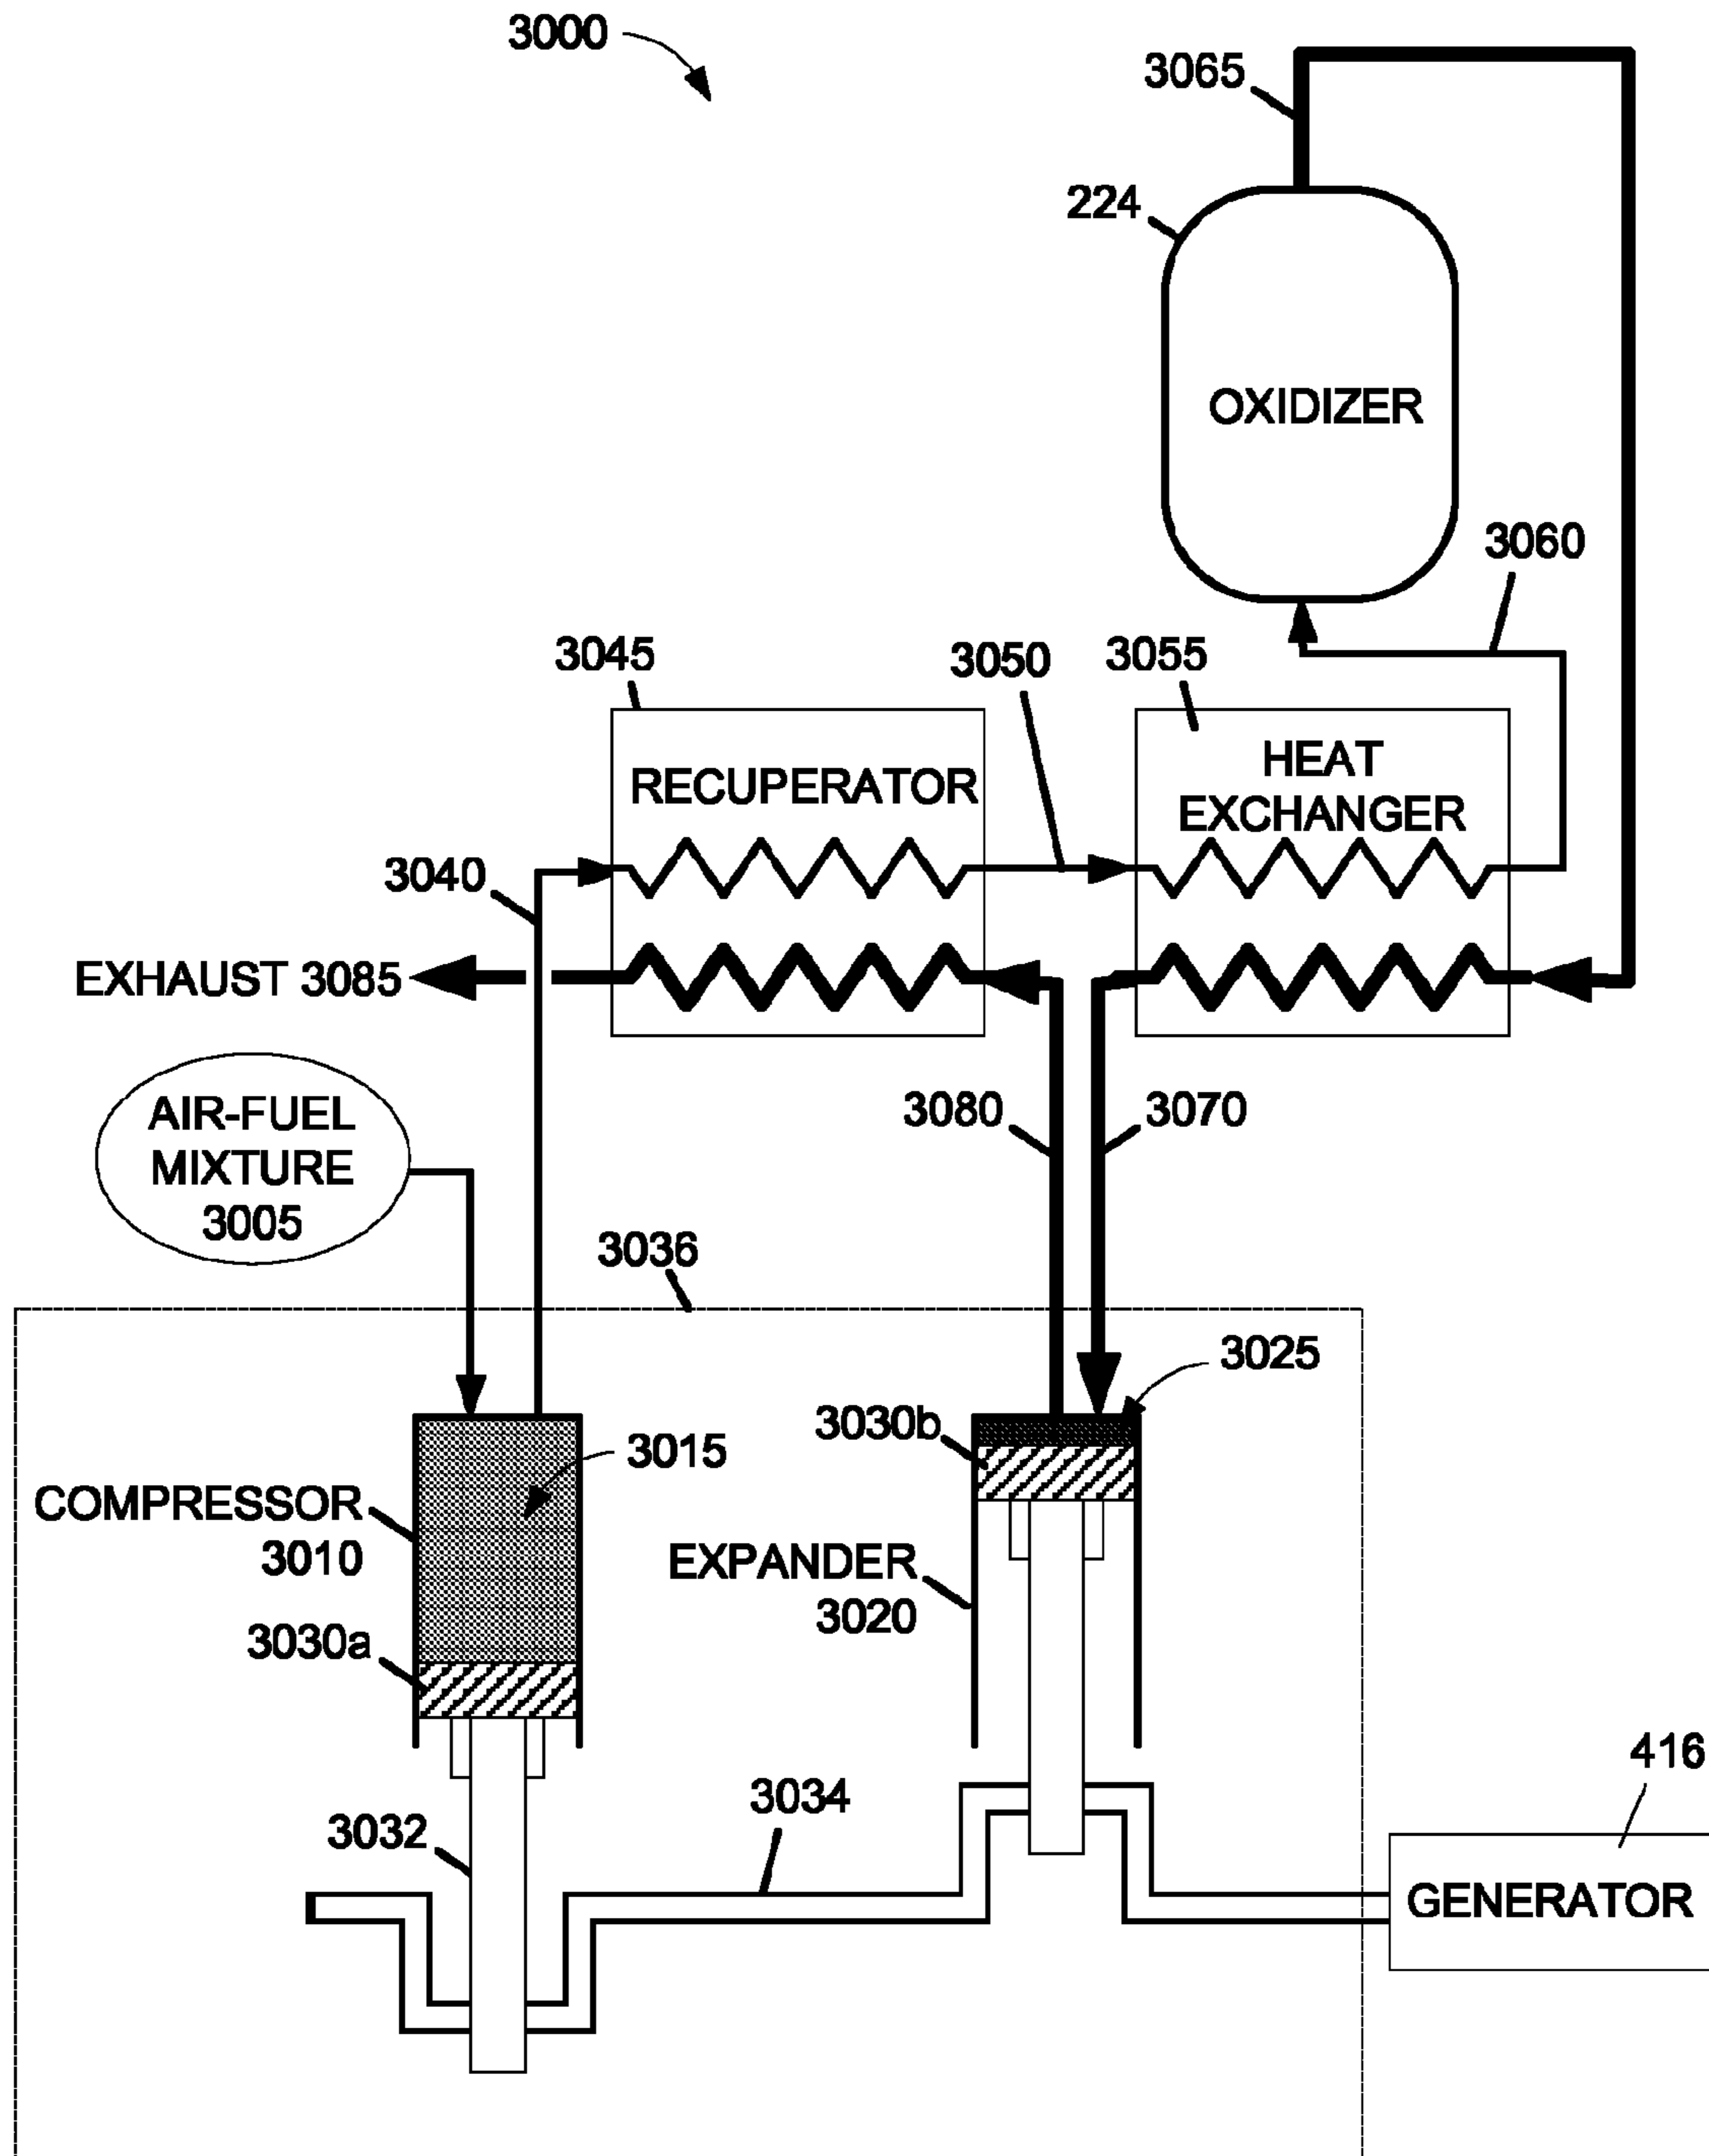 3000
3065
224
OXIDIZER
3060
3045
3050
3055
RECUPERATOR
HEAT
EXCHANGER
3040
EXHAUST 3085
AIR-FUEL
MIXTURE
3005
3080
3070
3036
3025
3030b
3015
COMPRESSOR
3010
EXPANDER
3020
3030a
416
3034
3032
GENERATOR